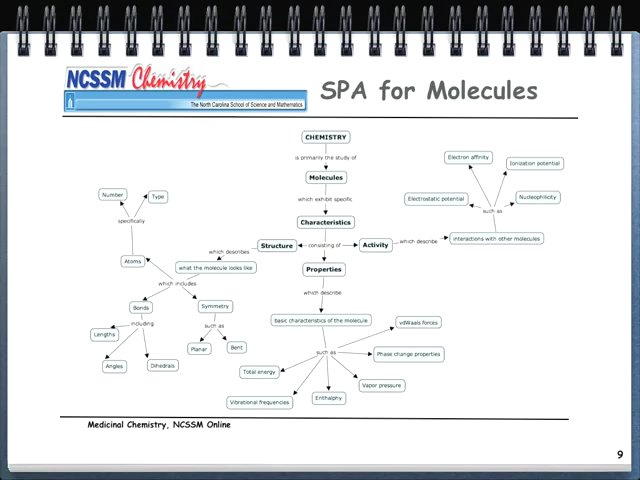 NCSSM Chemistry
The North Carolina School of Science and Mathematics
SPA for Molecules
CHEMISTRY
is primarily the study of
Molecules
which exhibit specific
Characteristics
consisting of
Structure
Activity
Properties
which describes
what the molecule looks like
which includes
Atoms
specifically
Number
Type
Bonds
including
Lengths
Angles
Dihedrals
Symmetry
such as
Planar
Bent
which describe
basic characteristics of the molecule
such as
Total energy
Vibrational frequencies
Enthalpy
Vapor pressure
Phase change properties
vdWaals forces
which describe
interactions with other molecules
such as
Electrostatic potential
Electron affinity
Ionization potential
Nucleophilicity
Medicinal Chemistry, NCSSM Online
9